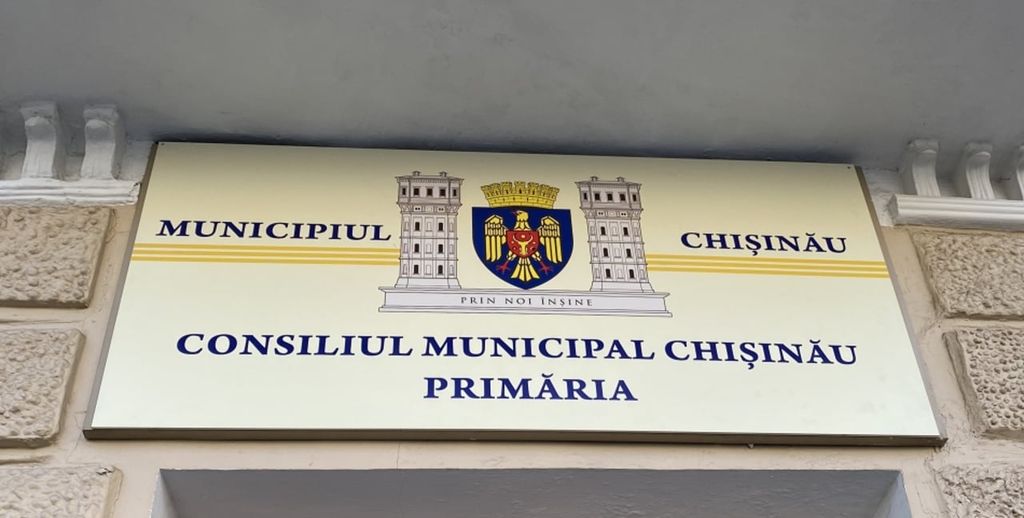 MUNICIPIUL CHIȘINĂU
PRIN NOI ÎNȘINE
CONSILIUL MUNICIPAL CHIȘINĂU
PRIMĂRIA